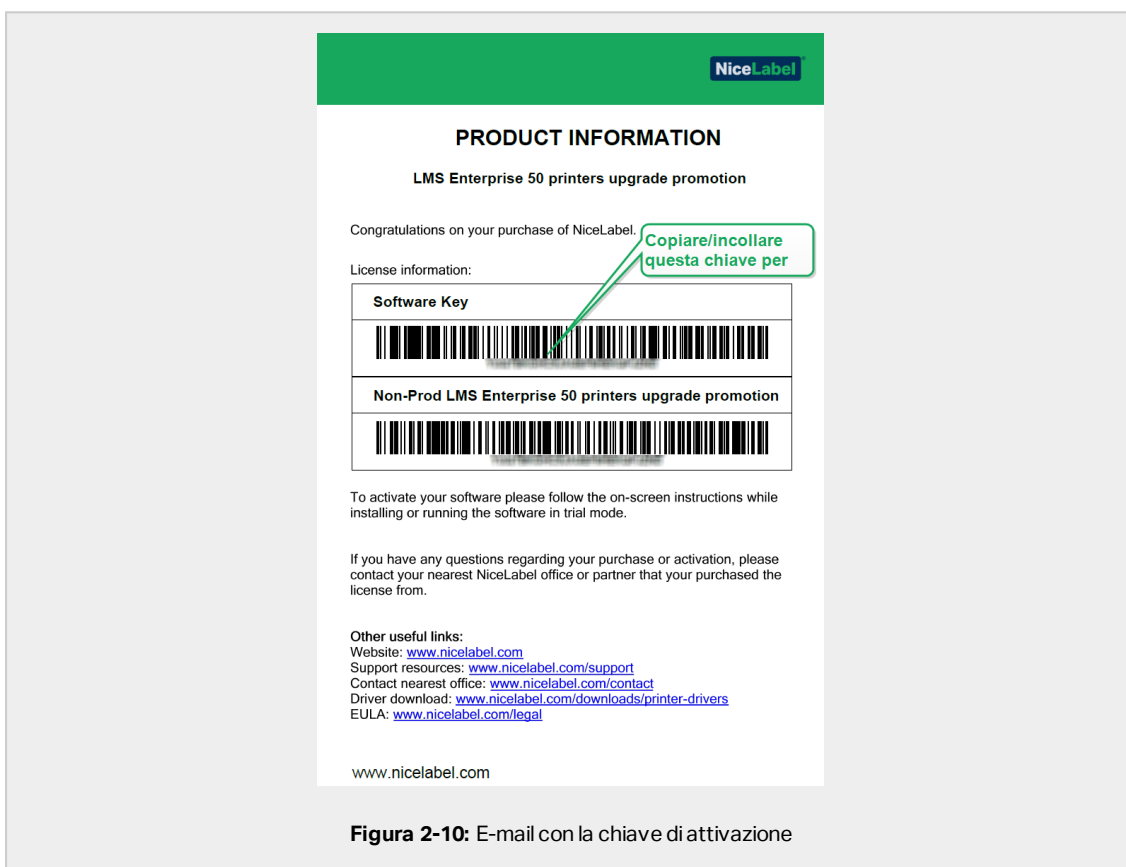 NiceLabel
PRODUCT INFORMATION
LMS Enterprise 50 printers upgrade promotion
Congratulations on your purchase of NiceLabel.
Copiare/incollare
questa chiave per
License information:
Software Key
Non-Prod LMS Enterprise 50 printers upgrade promotion
To activate your software please follow the on-screen instructions while
installing or running the software in trial mode.
If you have any questions regarding your purchase or activation, please
contact your nearest NiceLabel office or partner that your purchased the
license from.
Other useful links:
Website: www.nicelabel.com
Support resources: www.nicelabel.com/support
Contact nearest office: www.nicelabel.com/contact
Driver download: www.nicelabel.com/downloads/printer-drivers
EULA: www.nicelabel.com/legal
www.nicelabel.com
Figura 2-10: E-mail con la chiave di attivazione